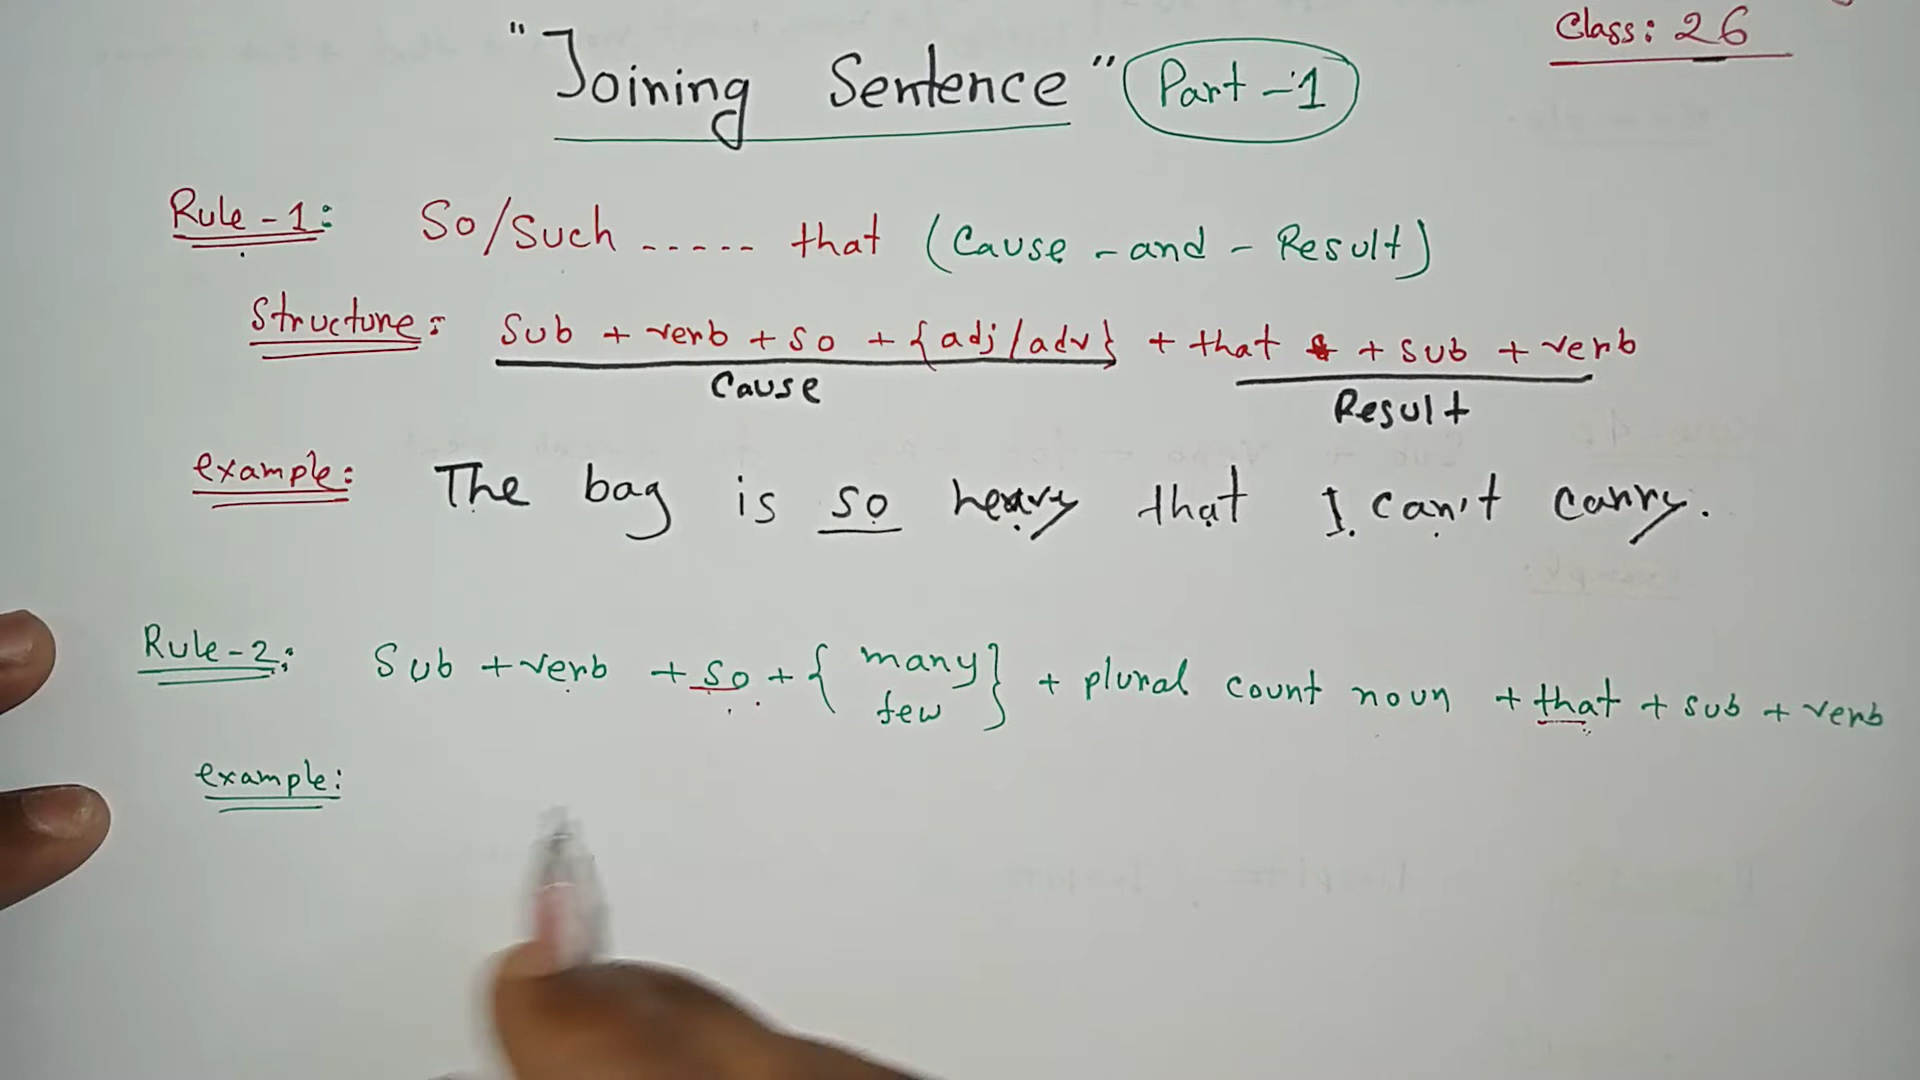 Class: 26
"Joining Sentence" Part-1
Rule-1: So/Such ----- that (Cause-and-Result)
Structure: Sub + verb + so + {adj/adv} + that + sub + verb
Cause
Result
example: The bag is so heavy that I can't carry.
Rule-2: Sub + verb + so + { many few } + plural count noun + that + sub + verb
example: